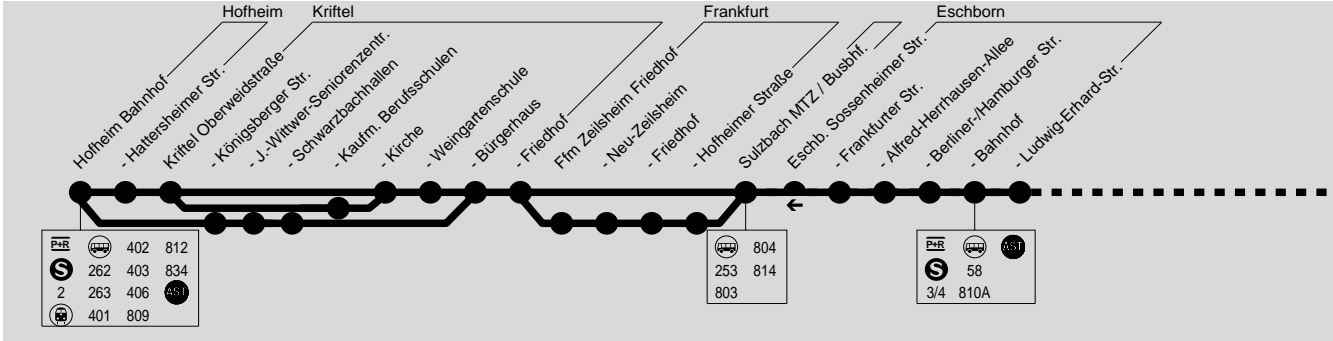 Hofheim
Kriftel
Frankfurt
Eschborn
Hofheim Bahnhof
- Hattersheimer Str.
Kriftel Oberweidstraße
- Königsberger Str.
- J.-Wittwer-Seniorenzentr.
- Schwarzbachhallen
- Kaufm. Berufsschulen
- Kirche
- Weingartenschule
- Bürgerhaus
- Friedhof
Ffm Zeilsheim Friedhof
- Neu-Zeilsheim
- Friedhof
- Hofheimer Straße
Sulzbach MTZ / Busbhf.
Eschb. Sossenheimer Str.
- Frankfurter Str.
- Alfred-Herrhausen-Allee
- Berliner-/Hamburger Str.
- Bahnhof
- Ludwig-Erhard-Str.
P+R 402 812
S 262 403 834
2 263 406 AST
401 809
804
253 814
803
P+R AST
S 58
3/4 810A